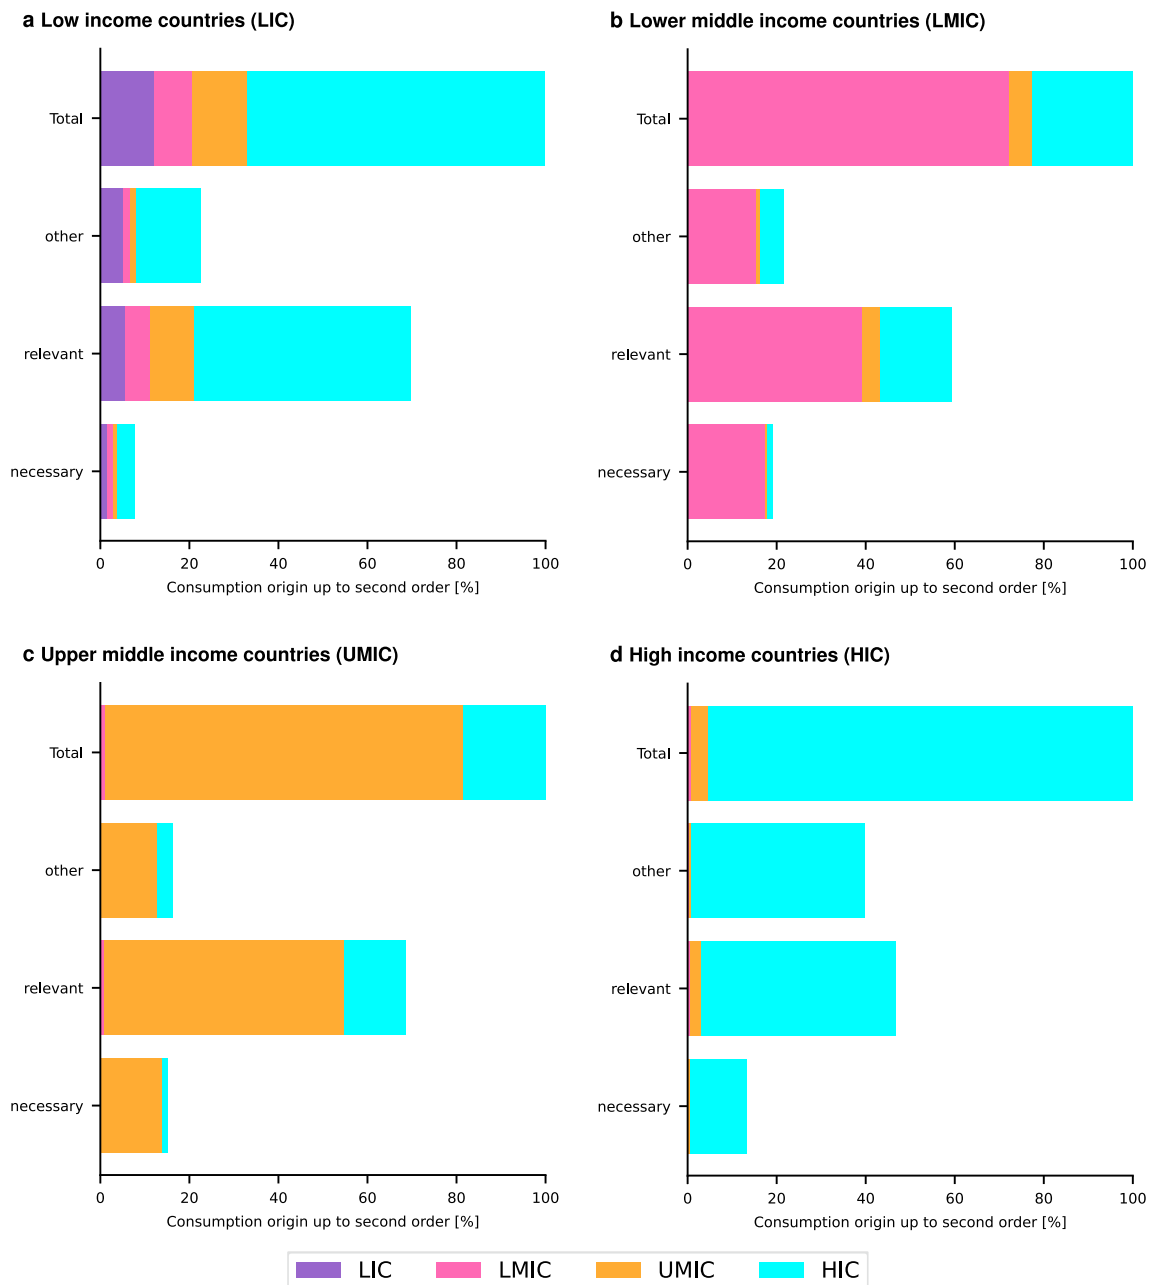 a Low income countries (LIC)
Total
other
relevant
necessary
0 20 40 60 80 100
Consumption origin up to second order [%]
b Lower middle income countries (LMIC)
Total
other
relevant
necessary
0 20 40 60 80 100
Consumption origin up to second order [%]
c Upper middle income countries (UMIC)
Total
other
relevant
necessary
0 20 40 60 80 100
Consumption origin up to second order [%]
d High income countries (HIC)
Total
other
relevant
necessary
0 20 40 60 80 100
Consumption origin up to second order [%]
LIC LMIC UMIC HIC